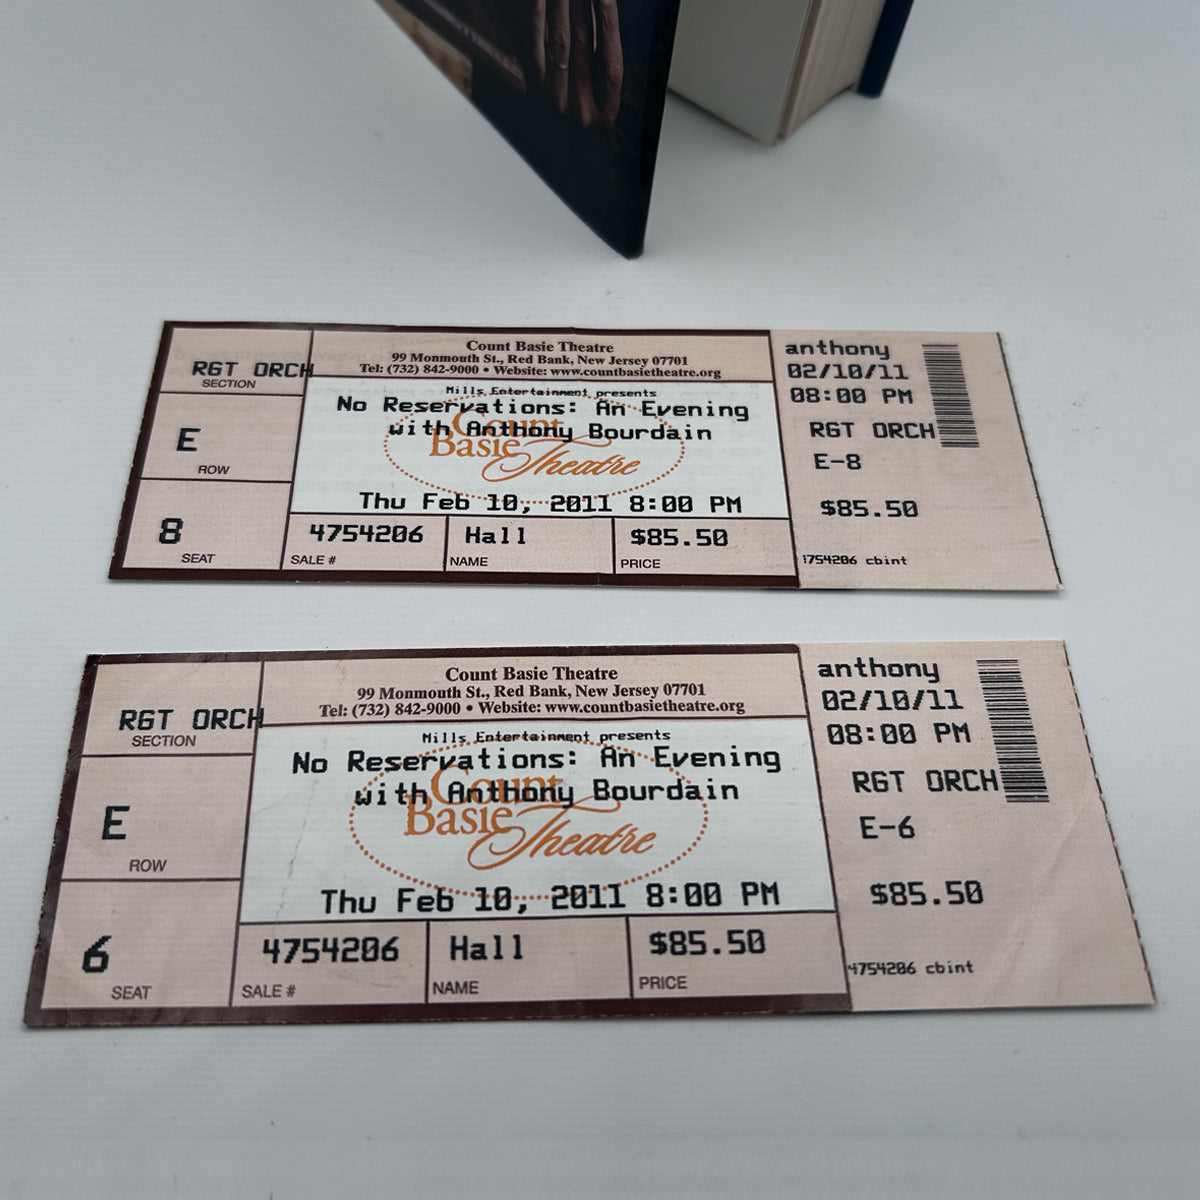 RGT ORCH
SECTION
E
ROW
8
SEAT
Count Basie Theatre
99 Monmouth St., Red Bank, New Jersey 07701
Tel: (732) 842-9000 • Website: www.countbasietheatre.org
Mills Entertainment presents
No Reservations: An Evening
with Anthony Bourdain
Count
Basie
Theatre
Thu Feb 10, 2011 8:00 PM
4754206
SALE #
Hall
NAME
$85.50
PRICE
anthony
02/10/11
08:00 PM
RGT ORCH
E-8
$85.50
4754206 cbint
RGT ORCH
SECTION
E
ROW
6
SEAT
Count Basie Theatre
99 Monmouth St., Red Bank, New Jersey 07701
Tel: (732) 842-9000 • Website: www.countbasietheatre.org
Mills Entertainment presents
No Reservations: An Evening
with Anthony Bourdain
Count
Basie
Theatre
Thu Feb 10, 2011 8:00 PM
4754206
SALE #
Hall
NAME
$85.50
PRICE
anthony
02/10/11
08:00 PM
RGT ORCH
E-6
$85.50
4754206 cbint